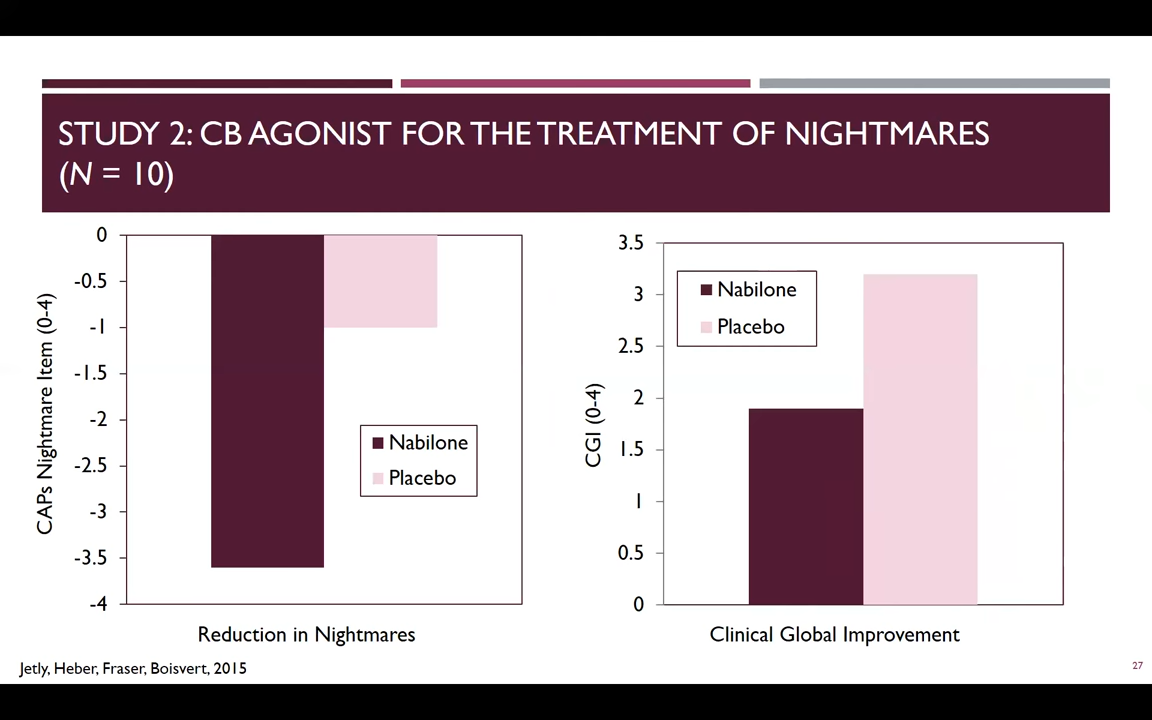 STUDY 2: CB AGONIST FOR THE TREATMENT OF NIGHTMARES
(N = 10)
CAPs Nightmare Item (0-4)
0
-0.5
-1
-1.5
-2
-2.5
-3
-3.5
-4
Nabilone
Placebo
Reduction in Nightmares
CGI (0-4)
3.5
3
2.5
2
1.5
1
0.5
0
Nabilone
Placebo
Clinical Global Improvement
Jetly, Heber, Fraser, Boisvert, 2015
27